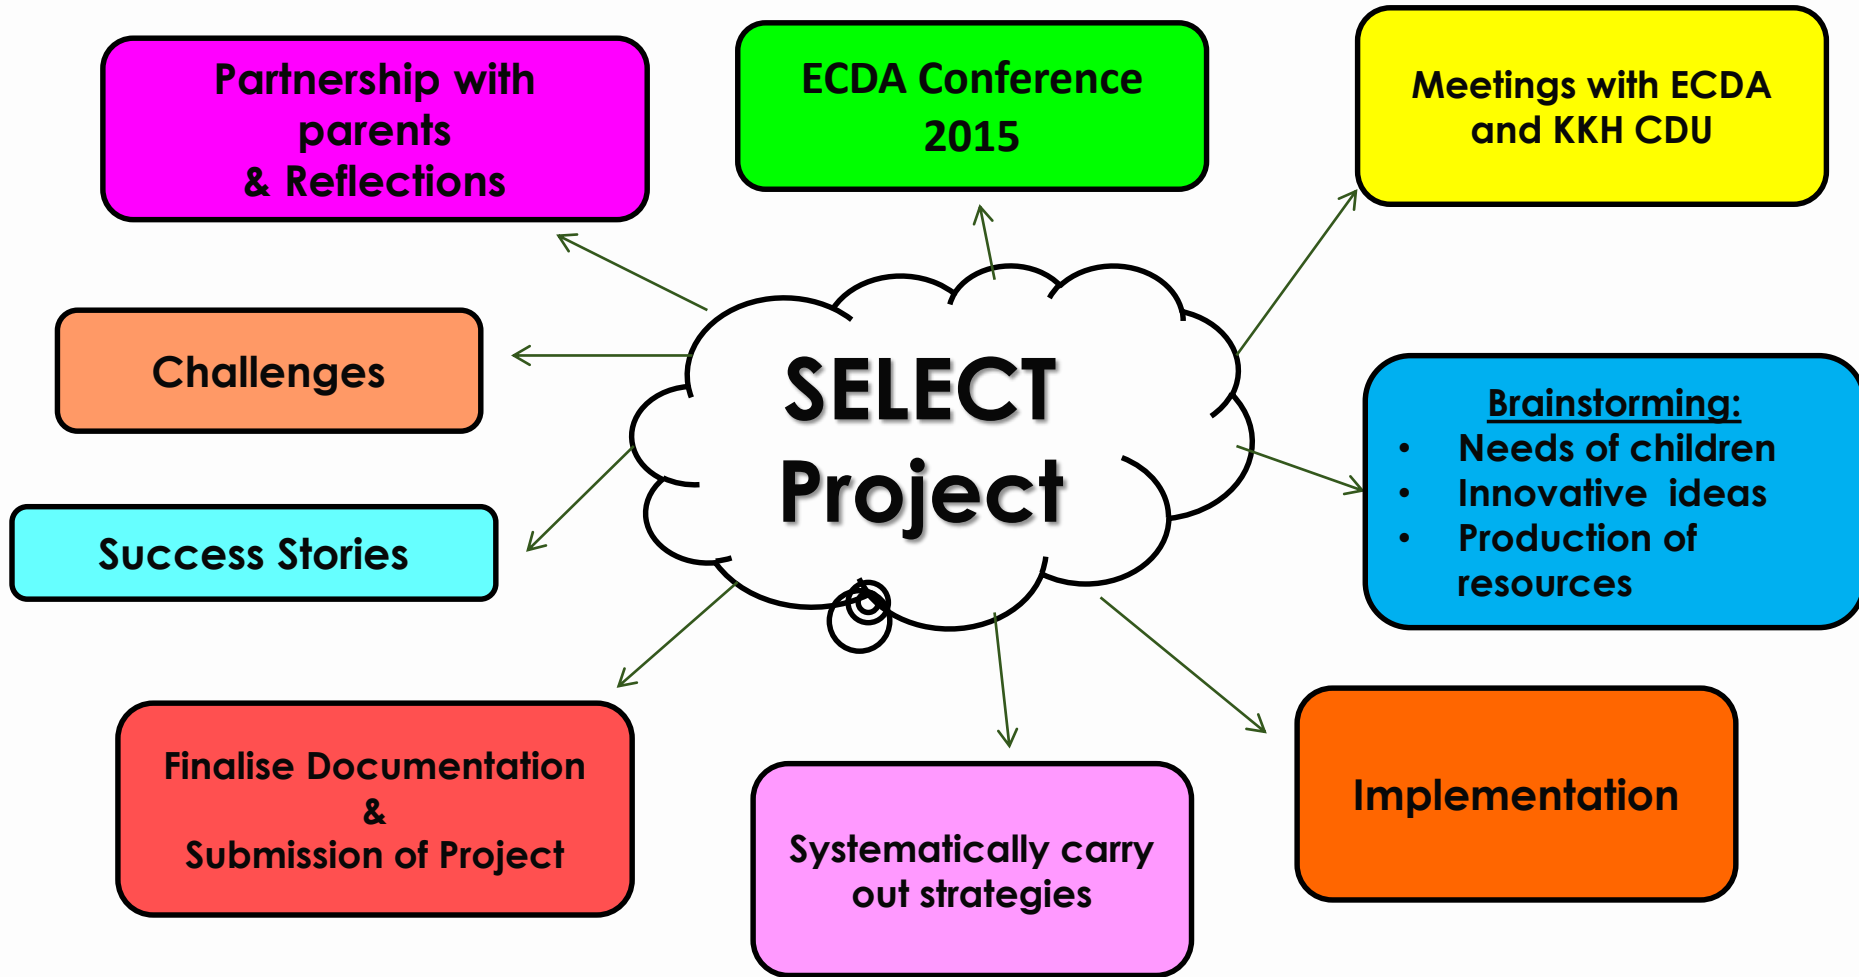 Partnership with
parents
& Reflections
ECDA Conference
2015
Meetings with ECDA
and KKH CDU
Challenges
SELECT
Project
Brainstorming:
• Needs of children
• Innovative ideas
• Production of
resources
Success Stories
Finalise Documentation
&
Submission of Project
Systematically carry
out strategies
Implementation